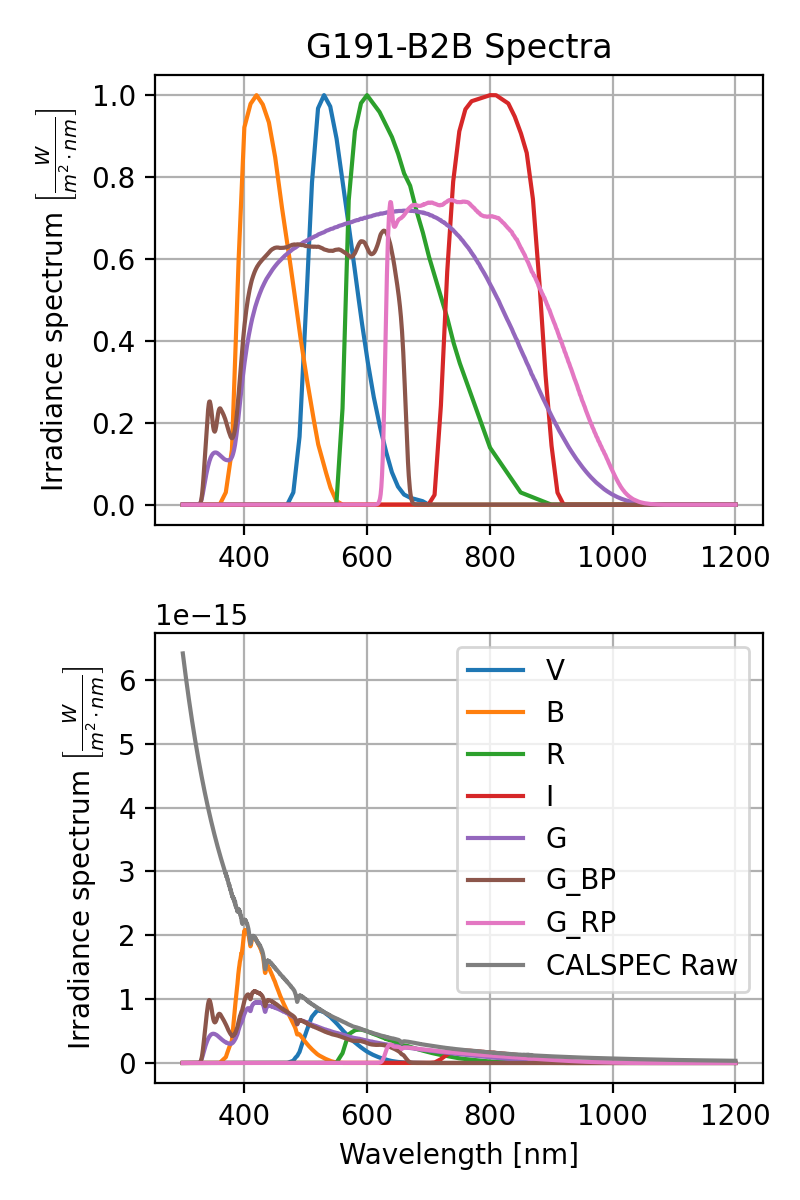 G191-B2B Spectra
Irradiance spectrum [W / m² · nm]
1.0
0.8
0.6
0.4
0.2
0.0
400 600 800 1000 1200
1e−15
Irradiance spectrum [W / m² · nm]
6
5
4
3
2
1
0
V
B
R
I
G
G_BP
G_RP
CALSPEC Raw
400 600 800 1000 1200
Wavelength [nm]